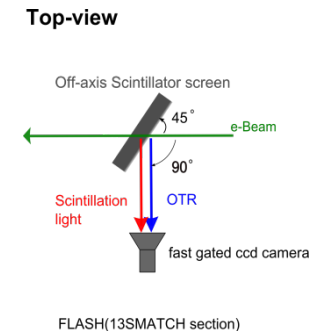 Top-view
Off-axis Scintillator screen
45°
e-Beam
90°
Scintillation
light
OTR
fast gated ccd camera
FLASH(13SMATCH section)